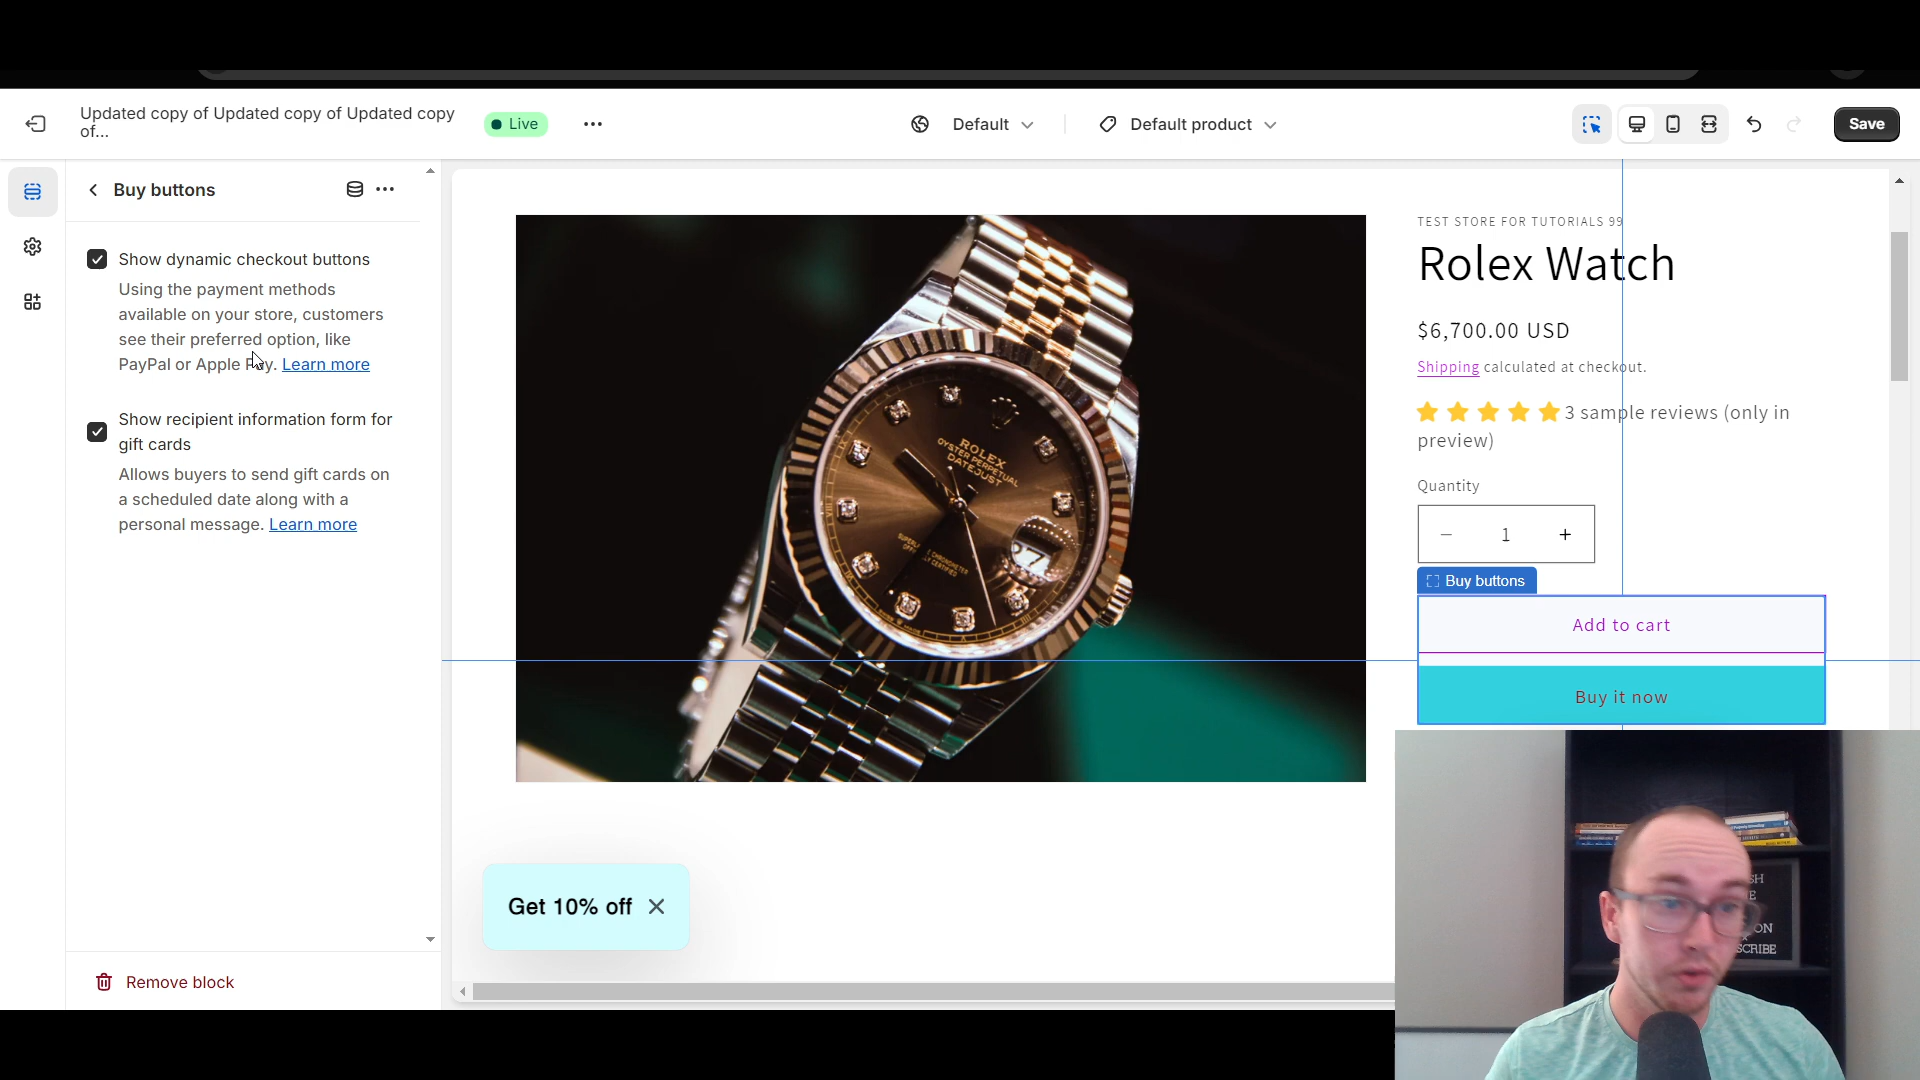 Updated copy of Updated copy of Updated copy
of...
Live
Default
Default product
Save
Buy buttons
Show dynamic checkout buttons
Using the payment methods
available on your store, customers
see their preferred option, like
PayPal or Apple Pay. Learn more
Show recipient information form for
gift cards
Allows buyers to send gift cards on
a scheduled date along with a
personal message. Learn more
Remove block
ROLEX
OYSTER PERPETUAL
DATEJUST
Get 10% off
TEST STORE FOR TUTORIALS 99
Rolex Watch
$6,700.00 USD
Shipping calculated at checkout.
3 sample reviews (only in
preview)
Quantity
1
Buy buttons
Add to cart
Buy it now